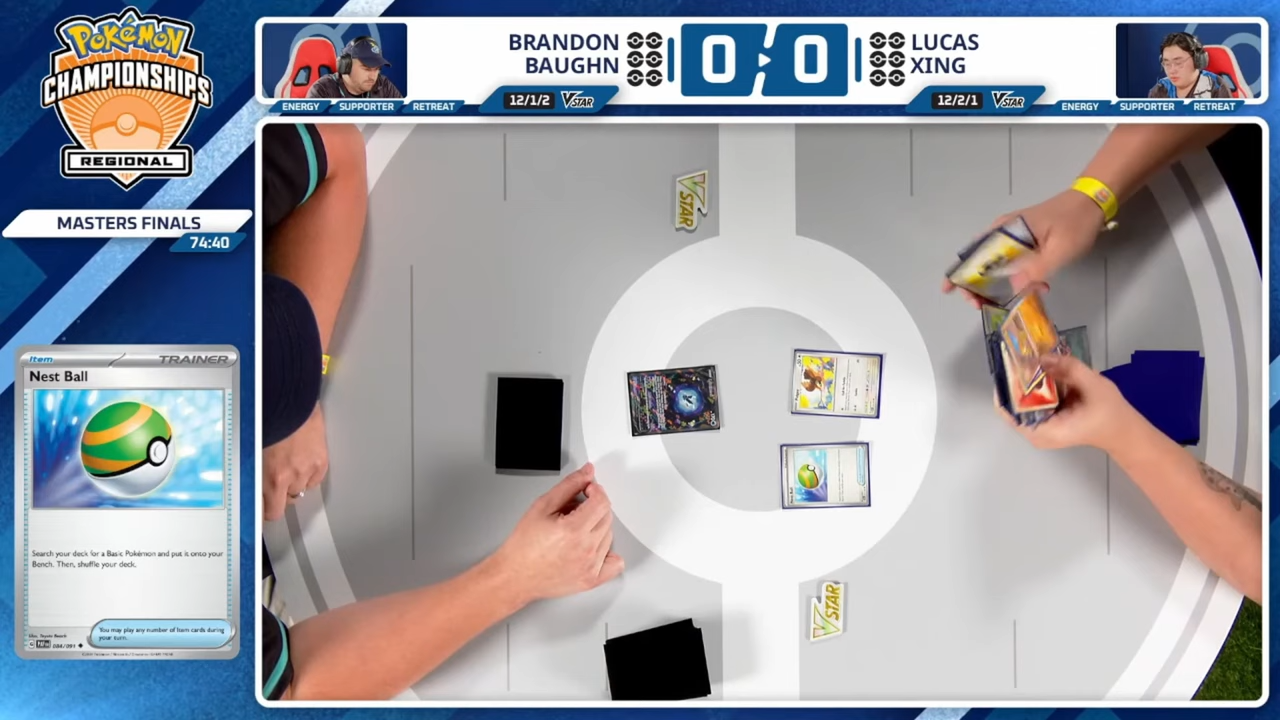 Pokémon
CHAMPIONSHIPS
REGIONAL
MASTERS FINALS
74:40
BRANDON
BAUGHN
0
0
LUCAS
XING
ENERGY
SUPPORTER
RETREAT
12/1/2
VSTAR
12/2/1
VSTAR
ENERGY
SUPPORTER
RETREAT
Item
TRAINER
Nest Ball
Search your deck for a Basic Pokémon and put it onto your
Bench. Then, shuffle your deck.
You may play any number of Item cards during
your turn.
VSTAR
VSTAR
Nest Ball